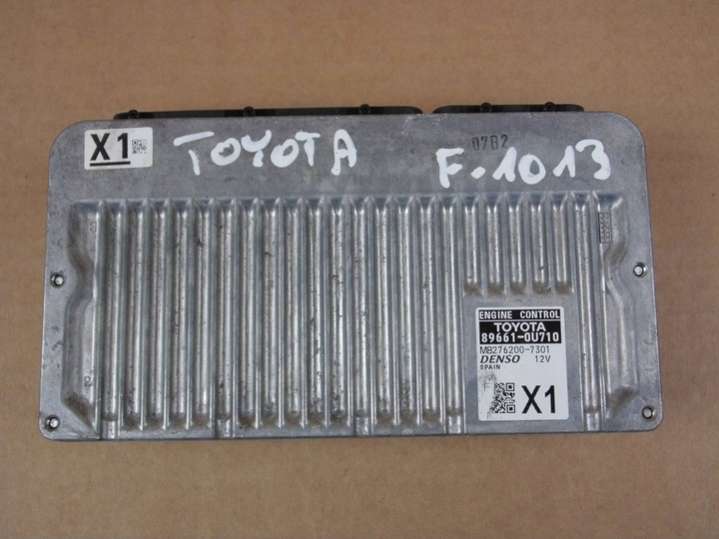 X1
TOYOTA
0782
F.1013
ENGINE CONTROL
TOYOTA
89661-0U710
MB276200-7301
DENSO 12V
SPAIN
X1